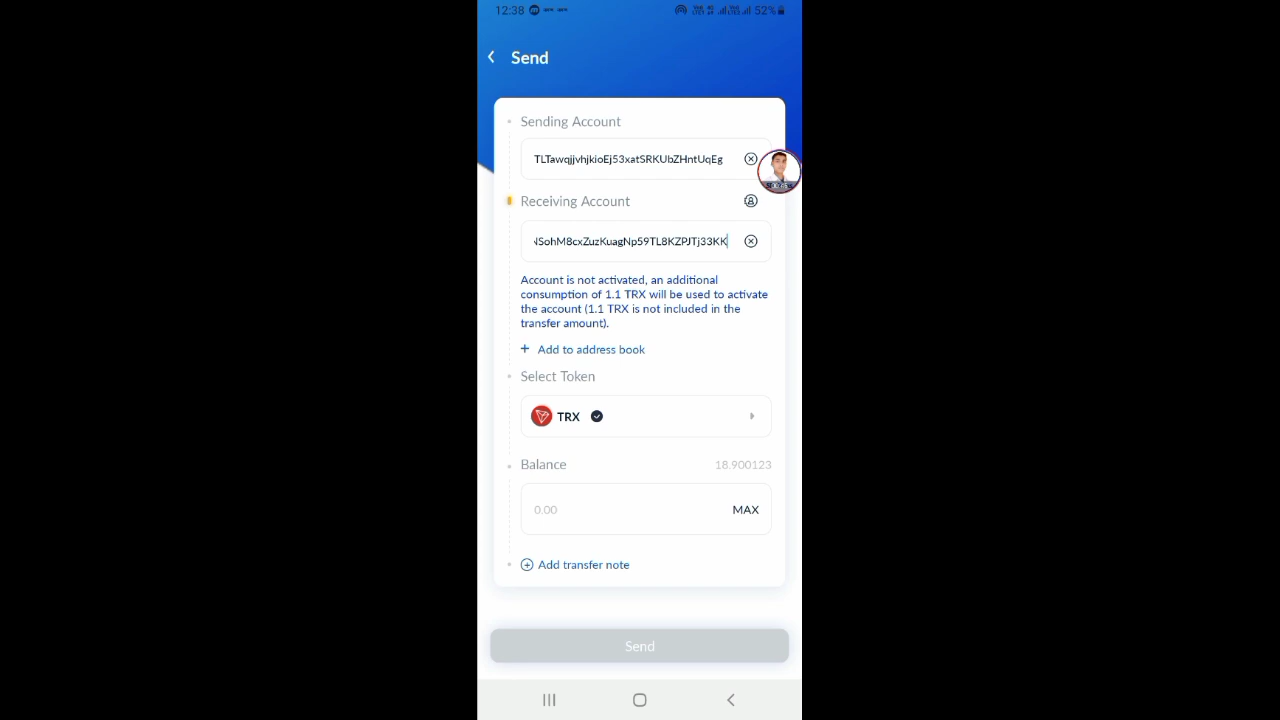 12:38 52%
Send
Sending Account
TLTawqjjvhjkioEj53xatSRKUbZHntUqEg
Receiving Account
NSohM8cxZuzKuagNp59TL8KZPJTj33KK
Account is not activated, an additional
consumption of 1.1 TRX will be used to activate
the account (1.1 TRX is not included in the
transfer amount).
+ Add to address book
Select Token
TRX
Balance 18.900123
0.00 MAX
Add transfer note
Send